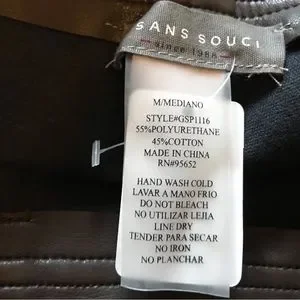 SANS SOUCI
since 1986
M/MEDIANO
STYLE#GSP1116
55%POLYURETHANE
45%COTTON
MADE IN CHINA
RN#95652
HAND WASH COLD
LAVAR A MANO FRIO
DO NOT BLEACH
NO UTILIZAR LEJIA
LINE DRY
TENDER PARA SECAR
NO IRON
NO PLANCHAR